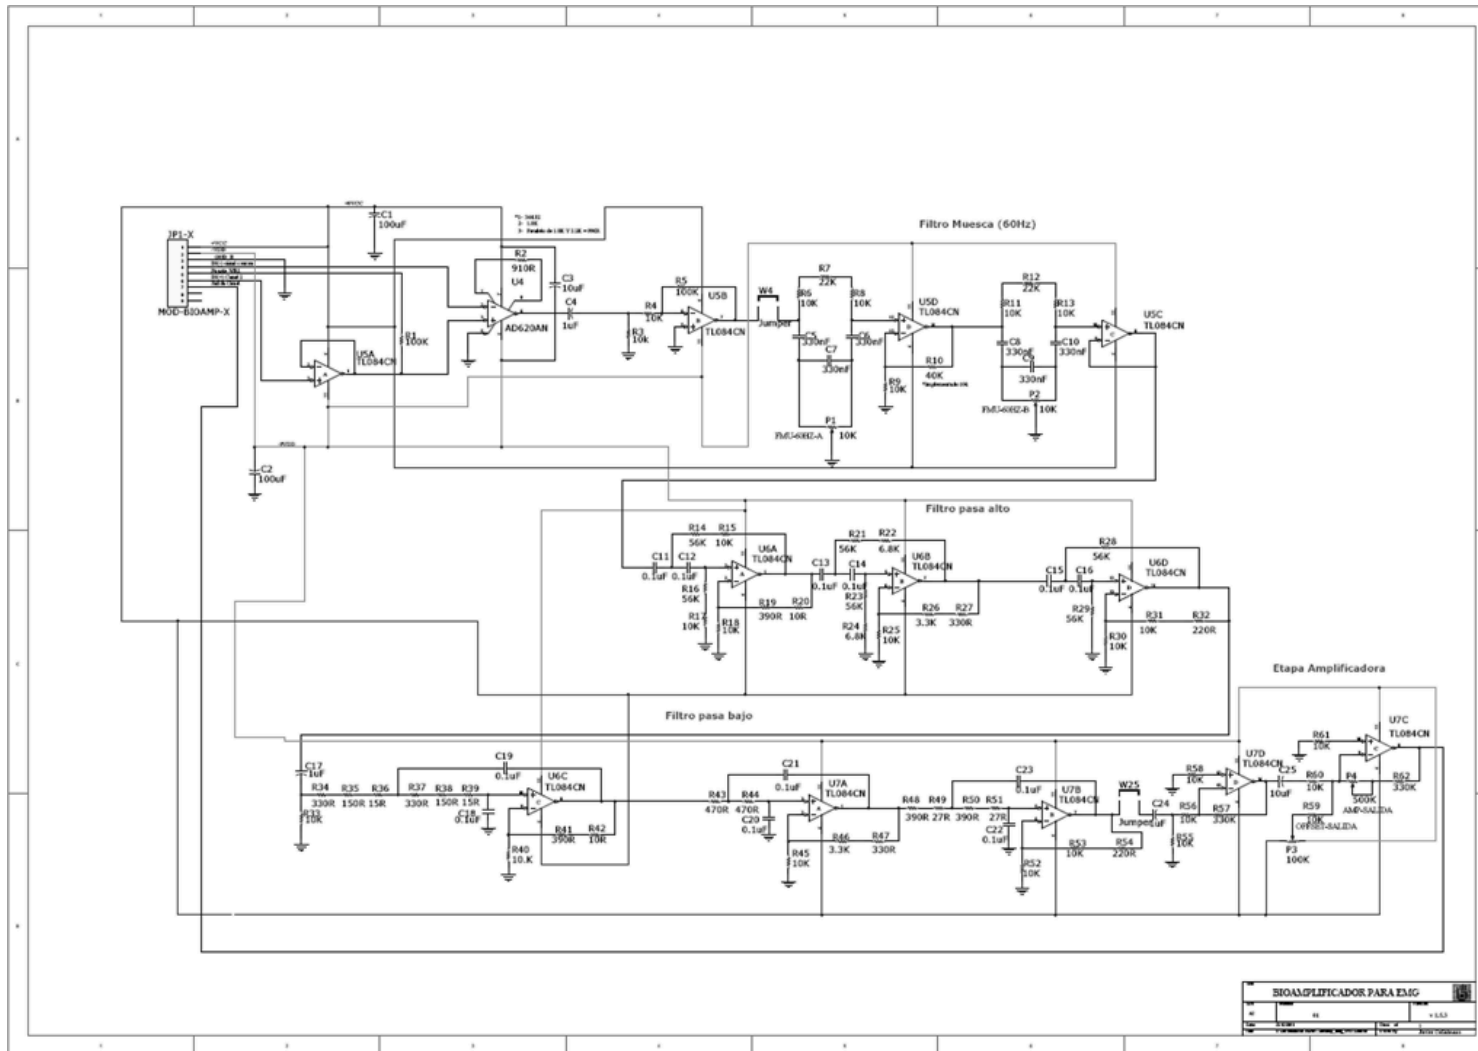 Filtro Muesca (60Hz)
JP1-X
MOD-BIOAMP-X
C1
100uF
R2
910R
U4
AD620AN
C3
10uF
C4
1uF
R1
100K
U5A
TL084CN
C2
100uF
R3
10k
R4
10K
R5
100K
U5B
TL084CN
W4
Jumper
R6
10K
R7
22K
R8
10K
C5
330nF
C6
330nF
C7
330nF
P1
10K
FMU-60HZ-A
U5D
TL084CN
R9
10K
R10
40K
R11
10K
R12
22K
R13
10K
C8
330nF
C9
330nF
C10
330nF
P2
10K
FMU-60HZ-B
U5C
TL084CN
Filtro pasa alto
C11
0.1uF
C12
0.1uF
R14
56K
R15
10K
R16
56K
R17
10K
R18
10K
U6A
TL084CN
R19
390R
R20
10R
C13
0.1uF
C14
0.1uF
R21
56K
R22
6.8K
R23
56K
R24
6.8K
R25
10K
U6B
TL084CN
R26
3.3K
R27
330R
C15
0.1uF
C16
0.1uF
R28
56K
R29
56K
R30
10K
U6D
TL084CN
R31
10K
R32
220R
Filtro pasa bajo
C17
1uF
R33
10K
R34
330R
R35
150R
R36
15R
R37
330R
R38
150R
R39
15R
C18
0.1uF
C19
0.1uF
U6C
TL084CN
R40
10.K
R41
390R
R42
10R
R43
470R
R44
470R
C20
0.1uF
C21
0.1uF
U7A
TL084CN
R45
10K
R46
3.3K
R47
330R
R48
390R
R49
27R
R50
390R
R51
27R
C22
0.1uF
C23
0.1uF
U7B
TL084CN
R52
10K
R53
10K
R54
220R
W25
Jumper
Etapa Amplificadora
C24
1uF
R55
10K
R56
10K
R57
330K
R58
10K
U7D
TL084CN
C25
10uF
R59
10K
R60
10K
R61
10K
U7C
TL084CN
P4
500K
AMP-SALIDA
R62
330K
OFFSET-SALIDA
P3
100K
BIOAMPLIFICADOR PARA EMG